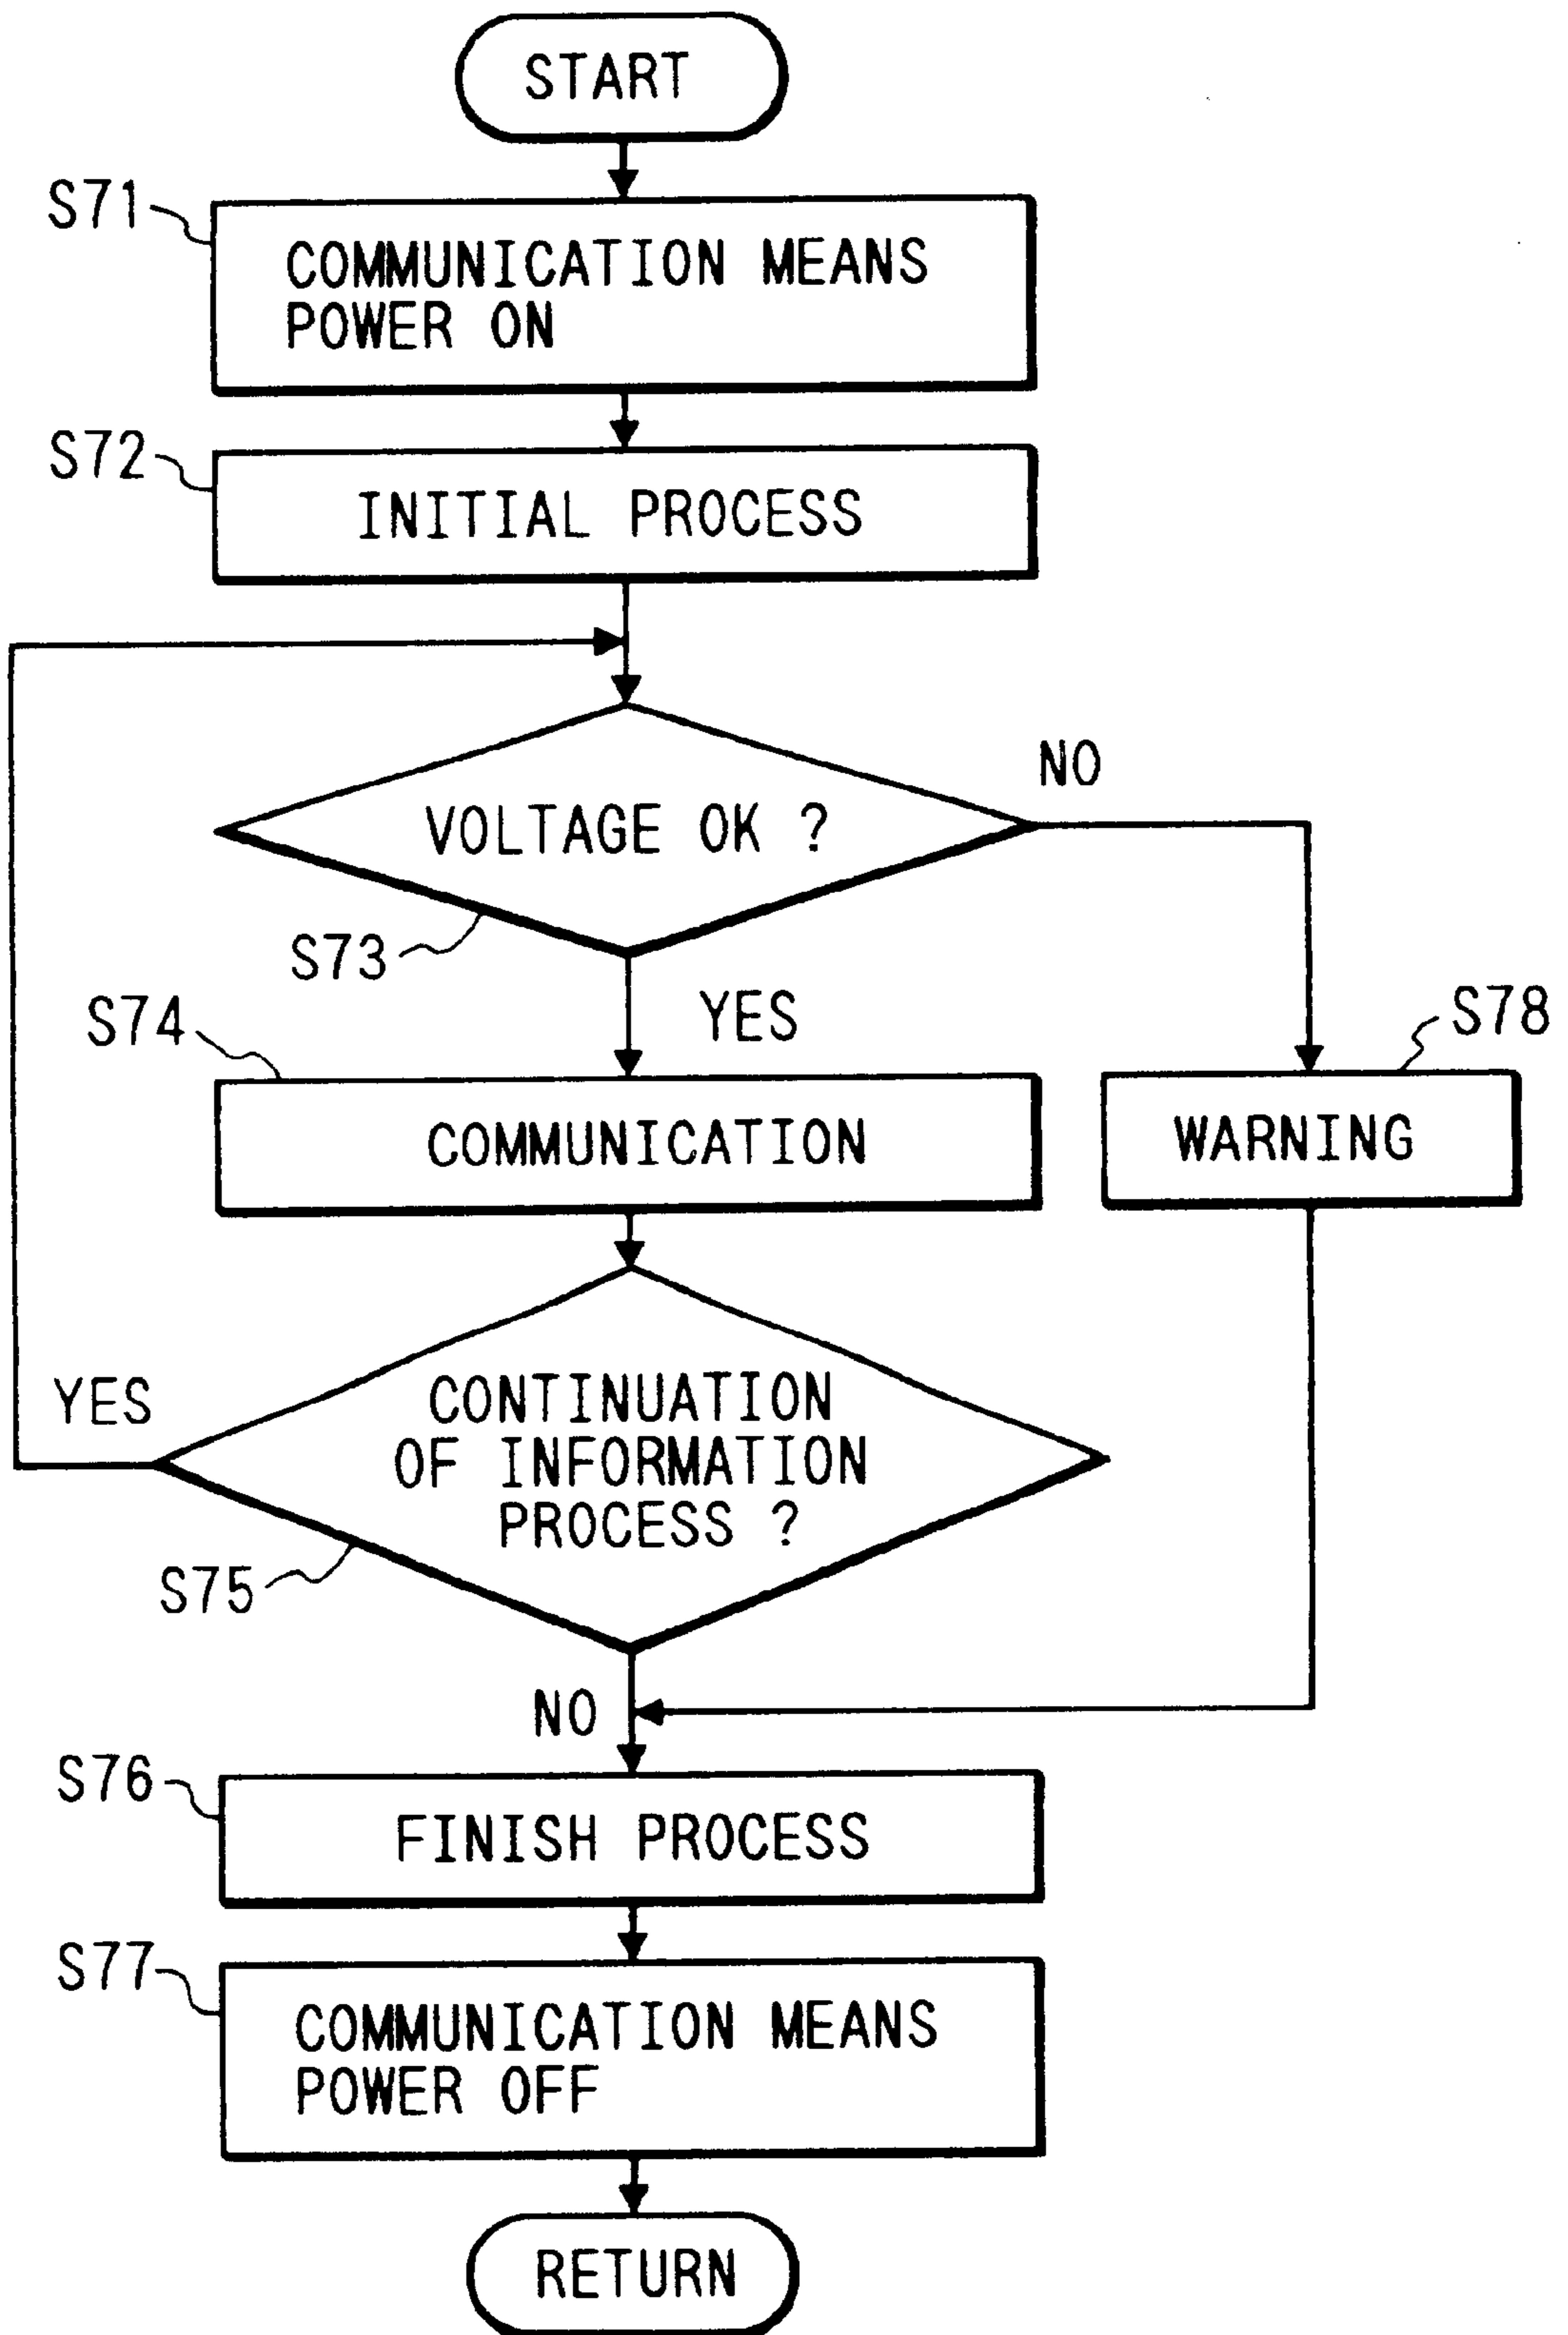 START
S71
COMMUNICATION MEANS
POWER ON
S72
INITIAL PROCESS
VOLTAGE OK ?
NO
S73
YES
S74
COMMUNICATION
S78
WARNING
CONTINUATION
OF INFORMATION
PROCESS ?
YES
S75
NO
S76
FINISH PROCESS
S77
COMMUNICATION MEANS
POWER OFF
RETURN